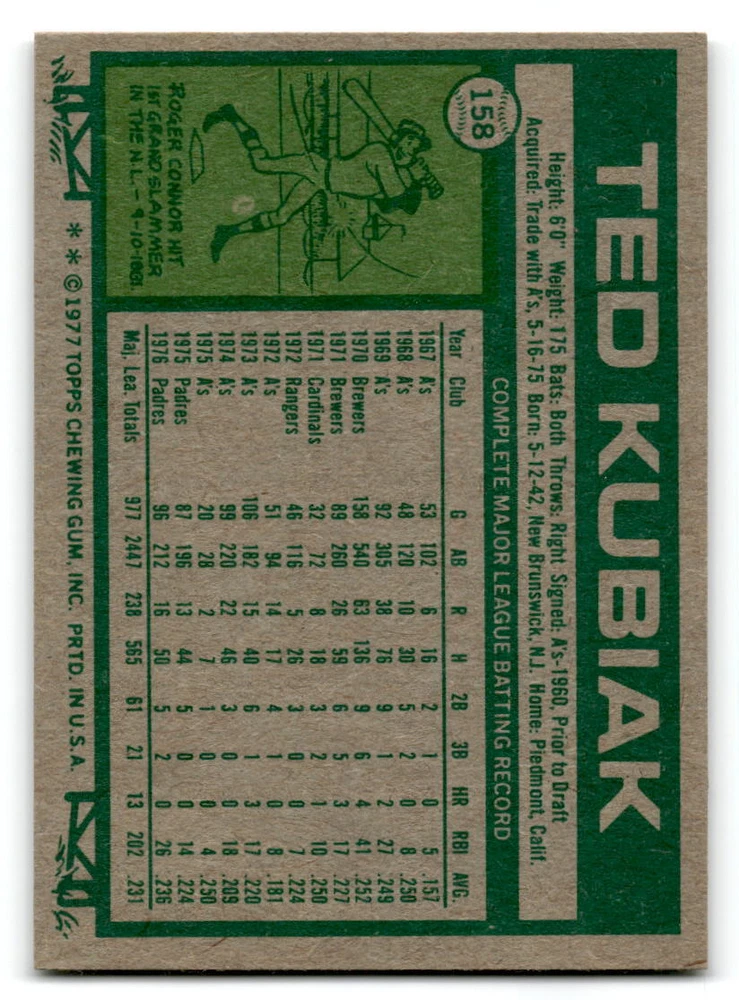 158
TED KUBIAK
Height: 6'0" Weight: 175 Bats: Both Throws: Right Signed: A's-1960, Prior to Draft
Acquired: Trade with A's, 5-16-75 Born: 5-12-42, New Brunswick, N.J. Home: Piedmont, Calif.
COMPLETE MAJOR LEAGUE BATTING RECORD
Year Club G AB R H 2B 3B HR RBI AVG.
1967 A's 53 102 6 16 2 1 0 5 .157
1968 A's 48 120 10 30 5 2 0 8 .250
1969 A's 92 305 38 76 9 1 2 27 .249
1970 Brewers 158 540 63 136 9 6 4 41 .252
1971 Brewers 89 260 26 59 6 5 3 17 .227
1971 Cardinals 32 72 8 18 3 2 1 10 .250
1972 Rangers 46 116 5 26 3 0 0 7 .224
1972 A's 51 94 14 17 4 1 0 8 .181
1973 A's 106 182 15 40 6 1 3 17 .220
1974 A's 99 220 22 46 3 0 0 18 .209
1975 A's 20 28 2 7 1 0 0 4 .250
1975 Padres 87 196 13 44 5 0 0 14 .224
1976 Padres 96 212 16 50 5 2 0 26 .236
Maj. Lea. Totals 977 2447 238 565 61 21 13 202 .231
ROGER CONNOR HIT
1ST GRAND SLAMMER
IN THE N.L. - 9-10-1881.
* * © 1977 TOPPS CHEWING GUM, INC. PRTD. IN U.S.A.